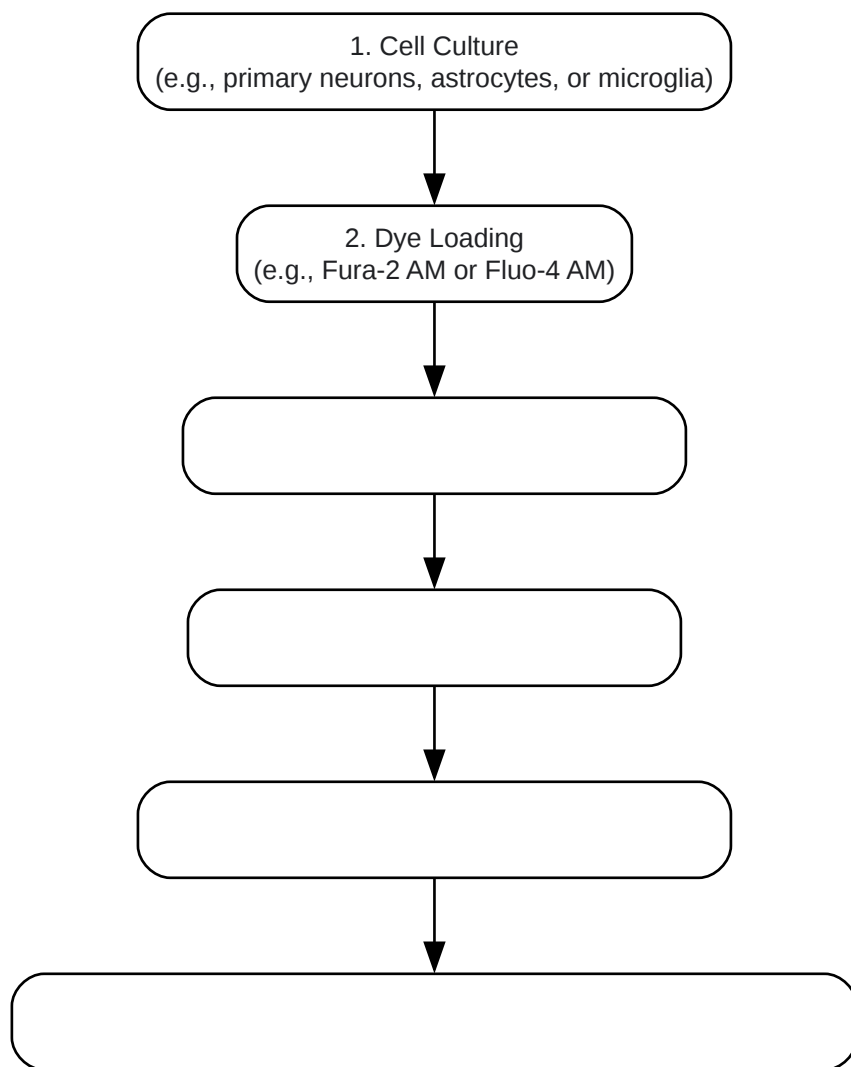 1. Cell Culture
(e.g., primary neurons, astrocytes, or microglia)
2. Dye Loading
(e.g., Fura-2 AM or Fluo-4 AM)